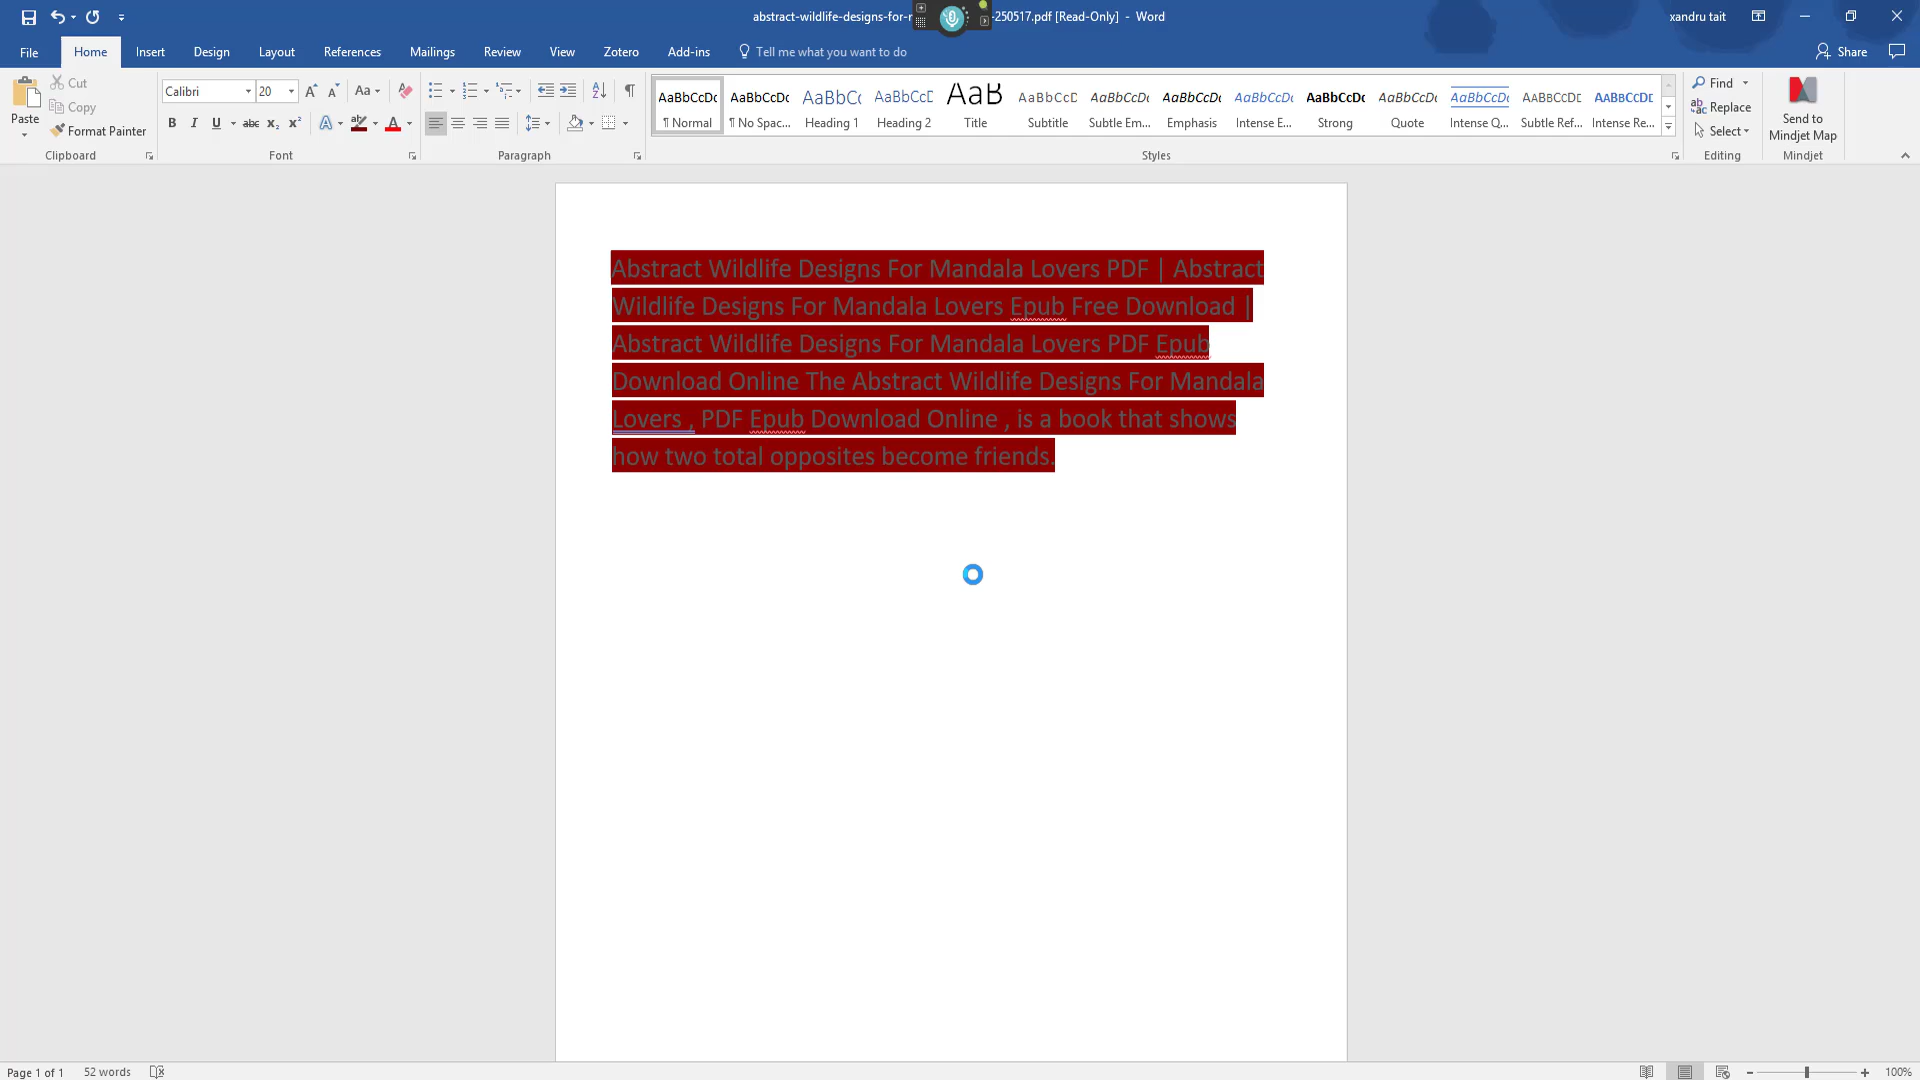 abstract-wildlife-designs-for-r
-250517.pdf [Read-Only] - Word
xandru tait
File
Home
Insert
Design
Layout
References
Mailings
Review
View
Zotero
Add-ins
Tell me what you want to do
Share
Paste
Cut
Copy
Format Painter
Clipboard
Calibri
20
Font
Paragraph
AaBbCcDc
¶ Normal
AaBbCcDc
¶ No Spac...
AaBbCc
Heading 1
AaBbCcD
Heading 2
AaB
Title
AaBbCcD
Subtitle
AaBbCcDc
Subtle Em...
AaBbCcDc
Emphasis
AaBbCcDc
Intense E...
AaBbCcDc
Strong
AaBbCcDc
Quote
AaBbCcDc
Intense Q...
AaBbCcDd
Subtle Ref...
AaBbCcDd
Intense Re...
Styles
Find
Replace
Select
Editing
Send to
Mindjet Map
Mindjet
Abstract Wildlife Designs For Mandala Lovers PDF | Abstract
Wildlife Designs For Mandala Lovers Epub Free Download |
Abstract Wildlife Designs For Mandala Lovers PDF Epub
Download Online The Abstract Wildlife Designs For Mandala
Lovers , PDF Epub Download Online , is a book that shows
how two total opposites become friends.
Page 1 of 1
52 words
100%